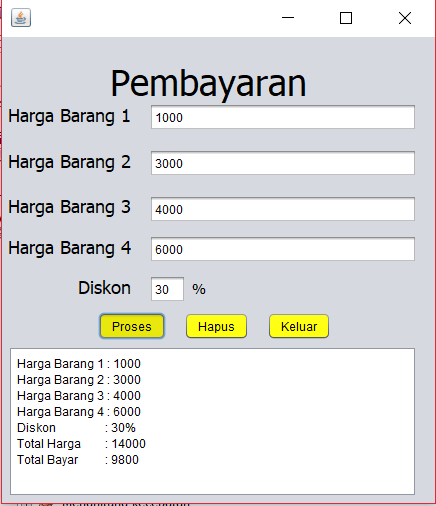 Pembayaran
Harga Barang 1 1000
Harga Barang 2 3000
Harga Barang 3 4000
Harga Barang 4 6000
Diskon 30 %
Proses Hapus Keluar
Harga Barang 1 : 1000
Harga Barang 2 : 3000
Harga Barang 3 : 4000
Harga Barang 4 : 6000
Diskon : 30%
Total Harga : 14000
Total Bayar : 9800